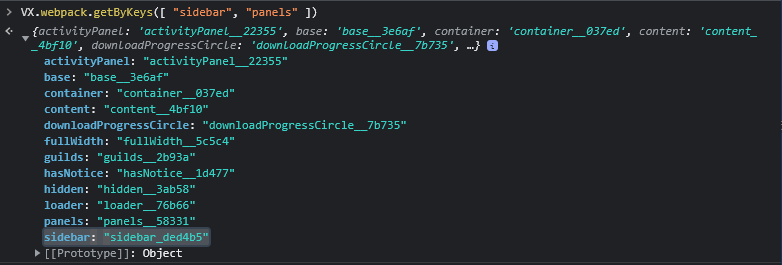 > VX.webpack.getByKeys([ "sidebar", "panels" ])
{activityPanel: 'activityPanel__22355', base: 'base__3e6af', container: 'container__037ed', content: 'content_
_4bf10', downloadProgressCircle: 'downloadProgressCircle__7b735', …} i
activityPanel: "activityPanel__22355"
base: "base__3e6af"
container: "container__037ed"
content: "content__4bf10"
downloadProgressCircle: "downloadProgressCircle__7b735"
fullWidth: "fullWidth__5c5c4"
guilds: "guilds__2b93a"
hasNotice: "hasNotice__1d477"
hidden: "hidden__3ab58"
loader: "loader__76b66"
panels: "panels__58331"
sidebar: "sidebar_ded4b5"
[[Prototype]]: Object